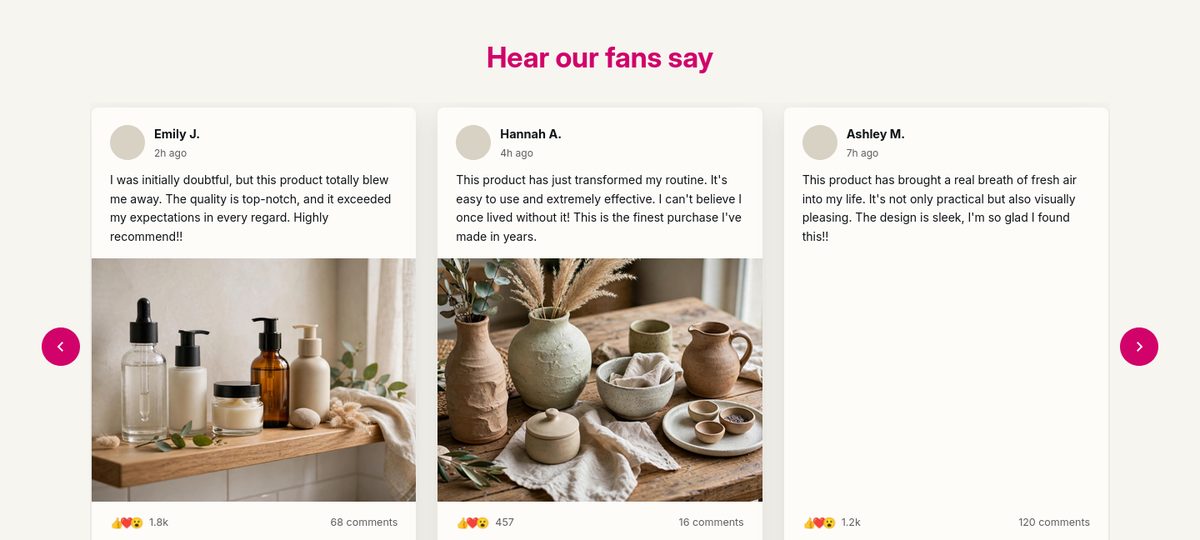 Hear our fans say
Emily J.
2h ago
I was initially doubtful, but this product totally blew
me away. The quality is top-notch, and it exceeded
my expectations in every regard. Highly
recommend!!
👍❤️😮 1.8k
68 comments
Hannah A.
4h ago
This product has just transformed my routine. It's
easy to use and extremely effective. I can't believe I
once lived without it! This is the finest purchase I've
made in years.
👍❤️😮 457
16 comments
Ashley M.
7h ago
This product has brought a real breath of fresh air
into my life. It's not only practical but also visually
pleasing. The design is sleek, I'm so glad I found
this!!
👍❤️😮 1.2k
120 comments